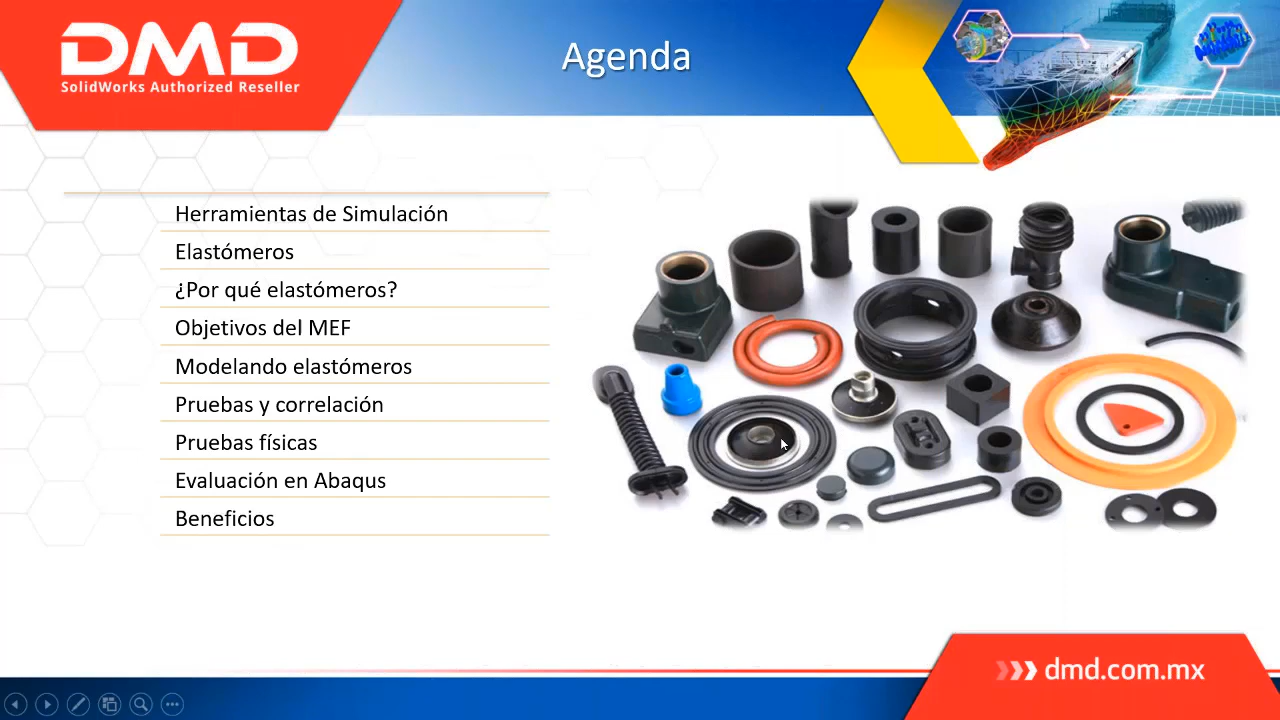 DMD
SolidWorks Authorized Reseller
Agenda
Herramientas de Simulación
Elastómeros
¿Por qué elastómeros?
Objetivos del MEF
Modelando elastómeros
Pruebas y correlación
Pruebas físicas
Evaluación en Abaqus
Beneficios
dmd.com.mx